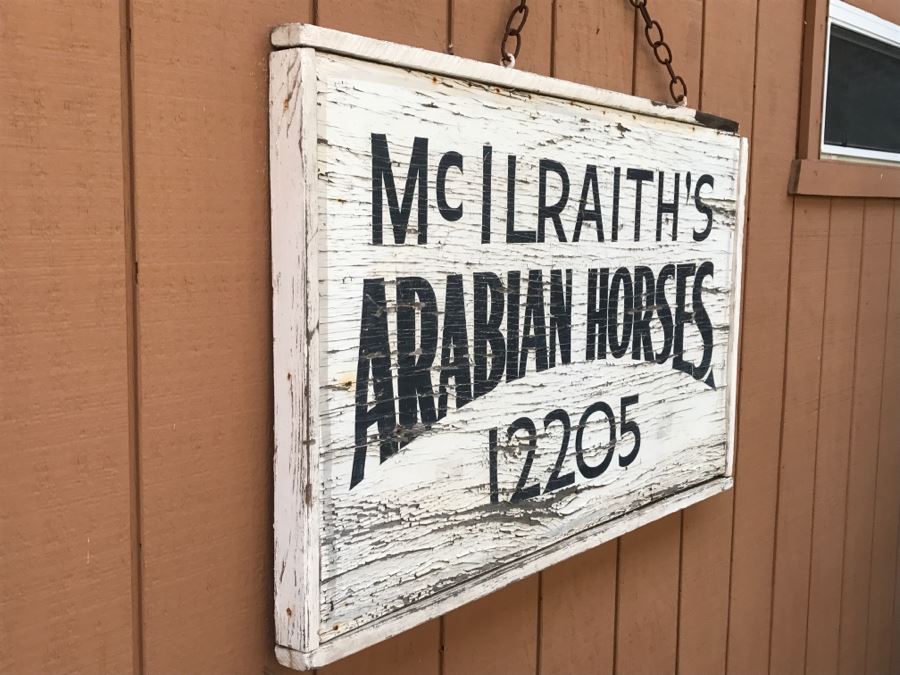 McILRAITH'S
ARABIAN HORSES
12205